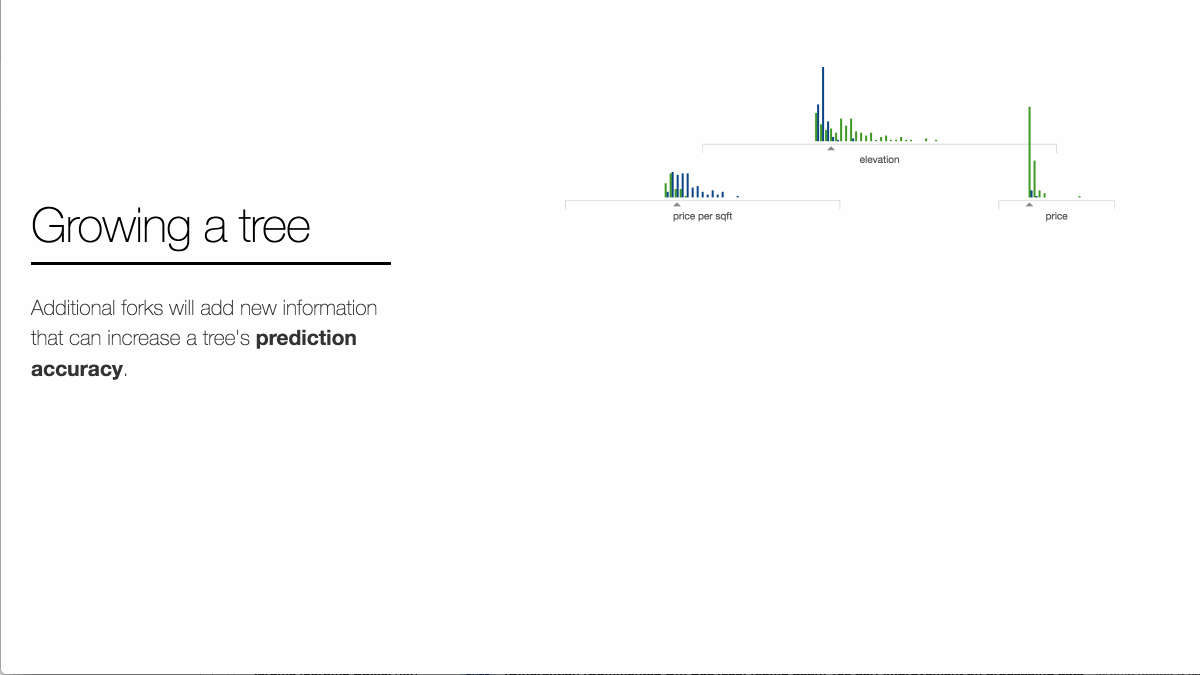 elevation
price per sqft
price
Growing a tree
Additional forks will add new information
that can increase a tree's prediction
accuracy.